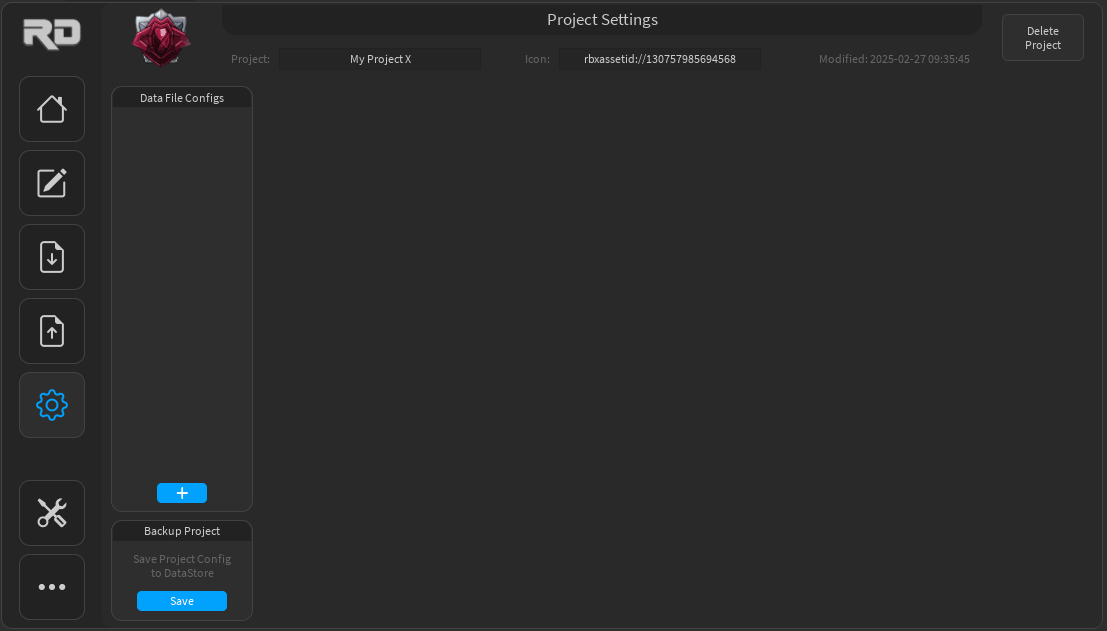 RD
Project Settings
Delete
Project
Project: My Project X Icon: rbxassetid://130757985694568 Modified: 2025-02-27 09:35:45
Data File Configs
+
Backup Project
Save Project Config
to DataStore
Save